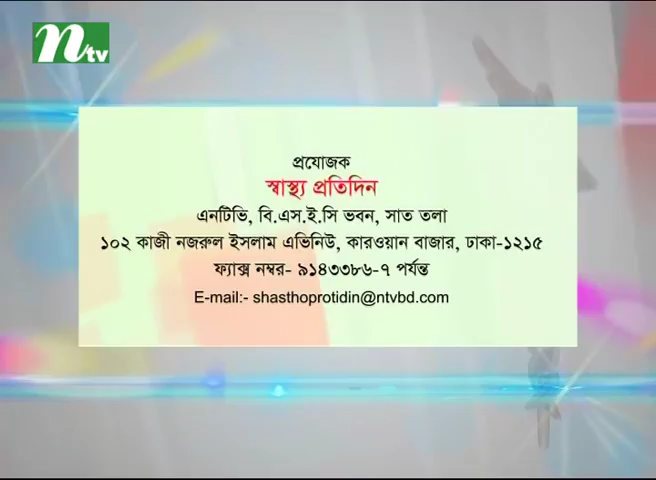 ntv
প্রযোজক
স্বাস্থ্য প্রতিদিন
এনটিভি, বি.এস.ই.সি ভবন, সাত তলা
১০২ কাজী নজরুল ইসলাম এভিনিউ, কারওয়ান বাজার, ঢাকা-১২১৫
ফ্যাক্স নম্বর- ৯১৪৩৩৮৬-৭ পর্যন্ত
E-mail:- shasthoprotidin@ntvbd.com